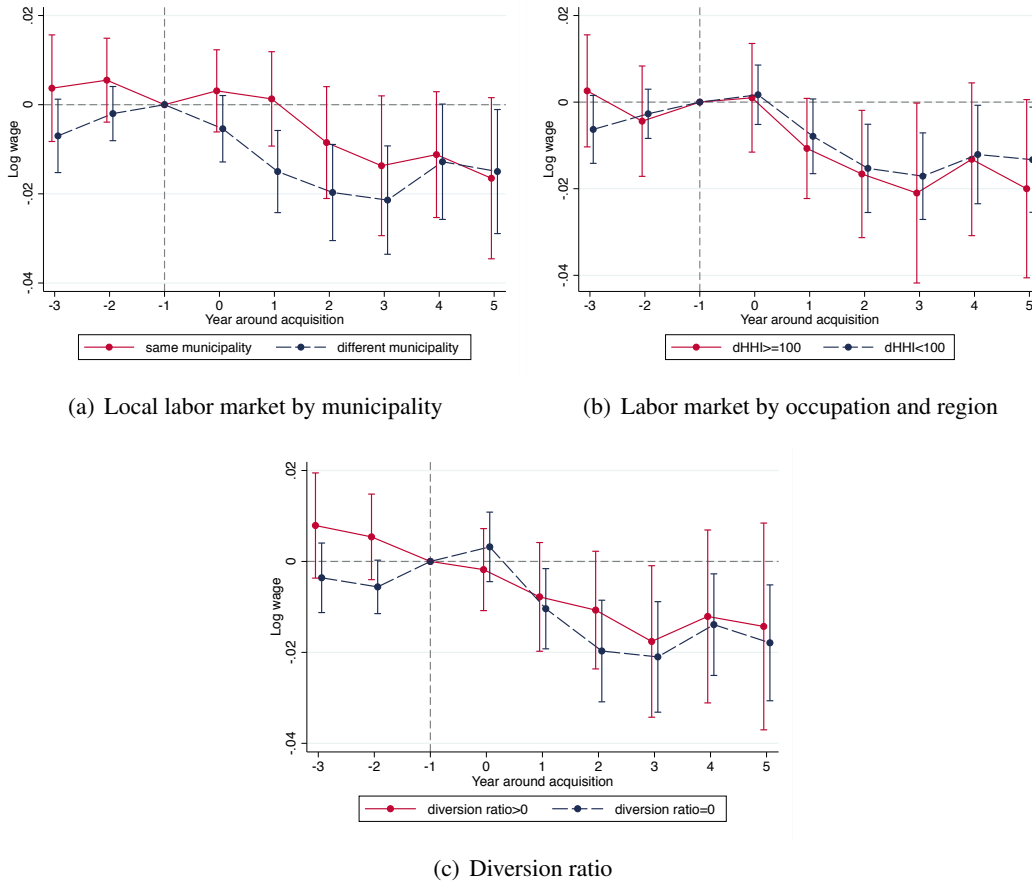 .02
0
-.02
-.04
Log wage
-3 -2 -1 0 1 2 3 4 5
Year around acquisition
same municipality different municipality
(a) Local labor market by municipality
.02
0
-.02
-.04
Log wage
-3 -2 -1 0 1 2 3 4 5
Year around acquisition
dHHI>=100 dHHI<100
(b) Labor market by occupation and region
.02
0
-.02
-.04
Log wage
-3 -2 -1 0 1 2 3 4 5
Year around acquisition
diversion ratio>0 diversion ratio=0
(c) Diversion ratio